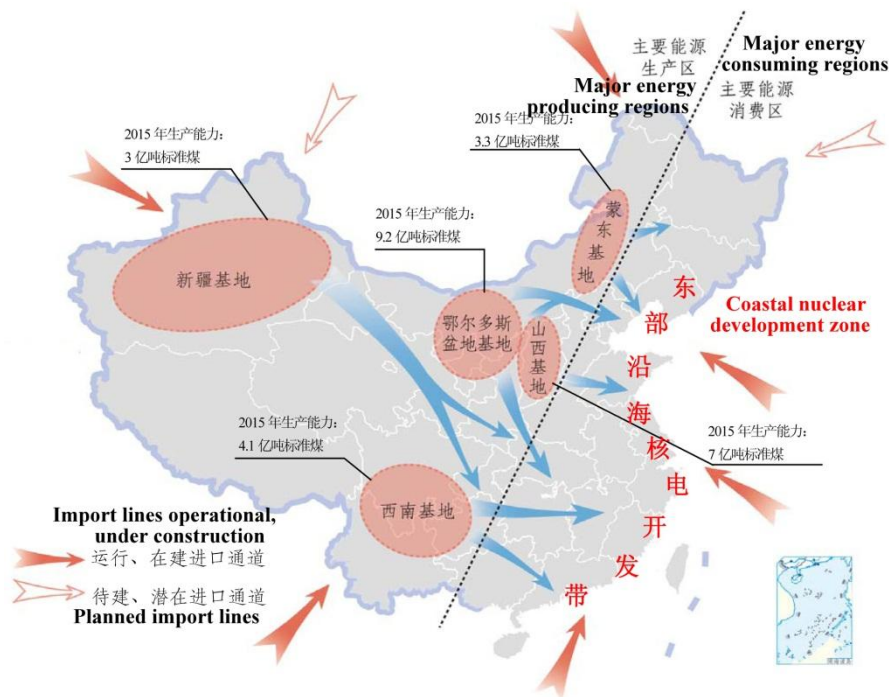 主要能源
生产区
Major energy
consuming regions
Major energy
producing regions
主要能源
消费区
2015 年生产能力:
3 亿吨标准煤
2015 年生产能力:
3.3 亿吨标准煤
2015 年生产能力:
9.2 亿吨标准煤
蒙东基地
新疆基地
鄂尔多斯
盆地基地
山西基地
东部沿海核电开发带
Coastal nuclear
development zone
2015 年生产能力:
4.1 亿吨标准煤
2015 年生产能力:
7 亿吨标准煤
西南基地
Import lines operational,
under construction
运行、在建进口通道
待建、潜在进口通道
Planned import lines